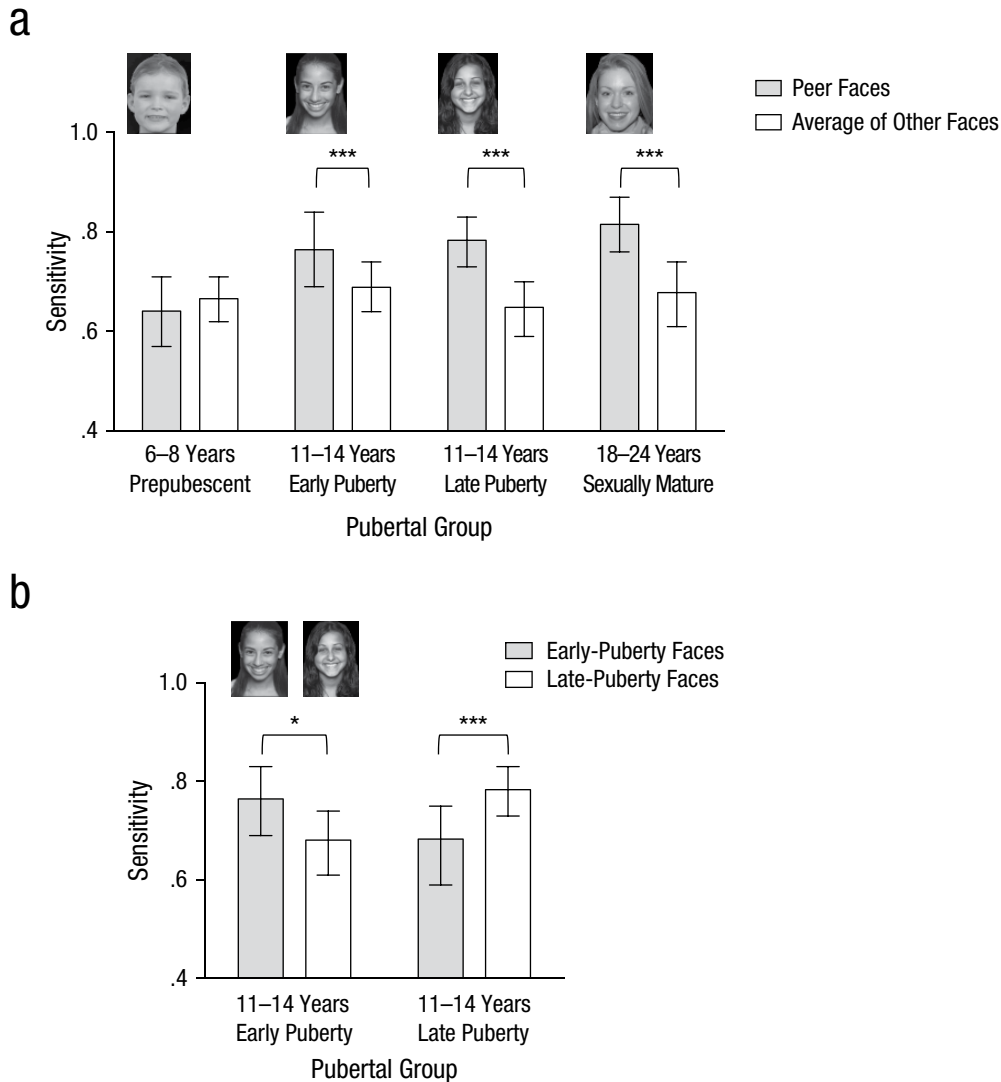 a
Peer Faces
Average of Other Faces
1.0
.8
.6
.4
Sensitivity
***
***
***
6–8 Years
Prepubescent
11–14 Years
Early Puberty
11–14 Years
Late Puberty
18–24 Years
Sexually Mature
Pubertal Group
b
Early-Puberty Faces
Late-Puberty Faces
1.0
.8
.6
.4
Sensitivity
*
***
11–14 Years
Early Puberty
11–14 Years
Late Puberty
Pubertal Group